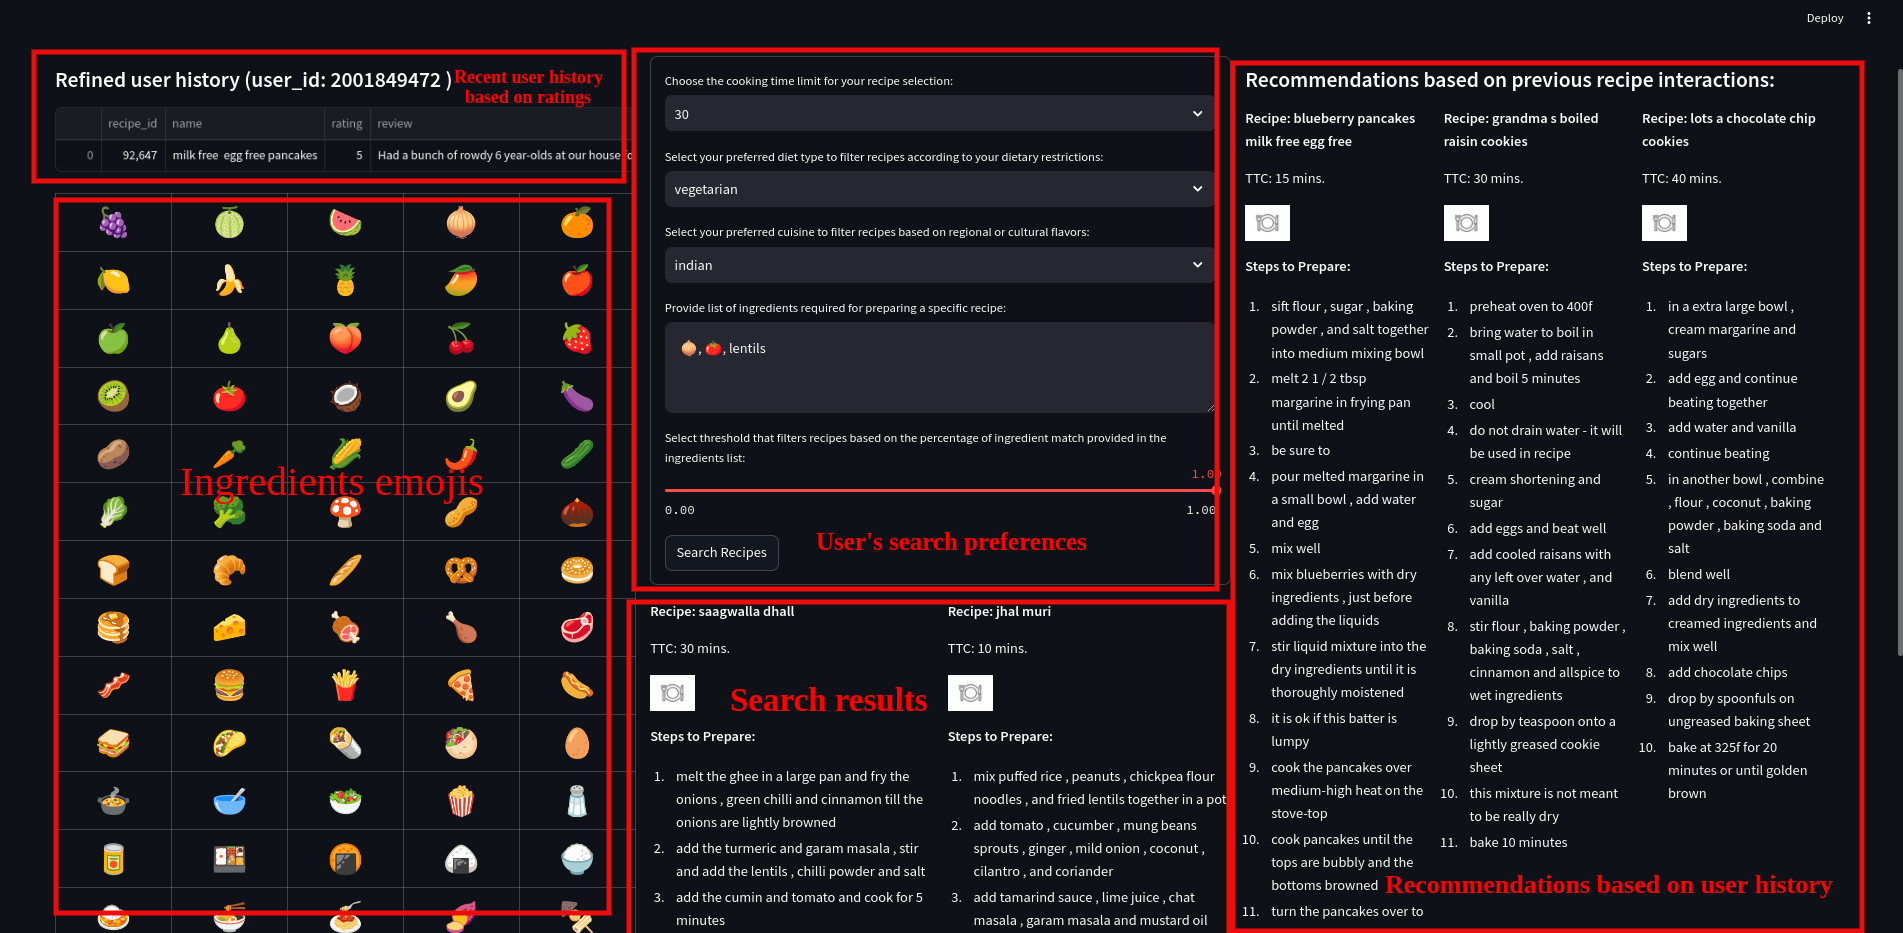 Deploy
Refined user history (user_id: 2001849472 )
Recent user history
based on ratings
recipe_id name rating review
0 92,647 milk free egg free pancakes 5 Had a bunch of rowdy 6 year-olds at our house
Ingredients emojis
Choose the cooking time limit for your recipe selection:
30
Select your preferred diet type to filter recipes according to your dietary restrictions:
vegetarian
Select your preferred cuisine to filter recipes based on regional or cultural flavors:
indian
Provide list of ingredients required for preparing a specific recipe:
🧅, 🍅, lentils
Select threshold that filters recipes based on the percentage of ingredient match provided in the
ingredients list:
1.00
0.00 1.00
Search Recipes
User's search preferences
Search results
Recipe: saagwalla dhall
TTC: 30 mins.
Steps to Prepare:
1. melt the ghee in a large pan and fry the
onions , green chilli and cinnamon till the
onions are lightly browned
2. add the turmeric and garam masala , stir
and add the lentils , chilli powder and salt
3. add the cumin and tomato and cook for 5
minutes
Recipe: jhal muri
TTC: 10 mins.
Steps to Prepare:
1. mix puffed rice , peanuts , chickpea flour
noodles , and fried lentils together in a pot
2. add tomato , cucumber , mung beans
sprouts , ginger , mild onion , coconut ,
cilantro , and coriander
3. add tamarind sauce , lime juice , chat
masala , garam masala and mustard oil
Recommendations based on previous recipe interactions:
Recipe: blueberry pancakes
milk free egg free
TTC: 15 mins.
Steps to Prepare:
1. sift flour , sugar , baking
powder , and salt together
into medium mixing bowl
2. melt 2 1 / 2 tbsp
margarine in frying pan
until melted
3. be sure to
4. pour melted margarine in
a small bowl , add water
and egg
5. mix well
6. mix blueberries with dry
ingredients , just before
adding the liquids
7. stir liquid mixture into the
dry ingredients until it is
thoroughly moistened
8. it is ok if this batter is
lumpy
9. cook the pancakes over
medium-high heat on the
stove-top
10. cook pancakes until the
tops are bubbly and the
bottoms browned
11. turn the pancakes over to
Recipe: grandma s boiled
raisin cookies
TTC: 30 mins.
Steps to Prepare:
1. preheat oven to 400f
2. bring water to boil in
small pot , add raisans
and boil 5 minutes
3. cool
4. do not drain water - it will
be used in recipe
5. cream shortening and
sugar
6. add eggs and beat well
7. add cooled raisans with
any left over water , and
vanilla
8. stir flour , baking powder ,
baking soda , salt ,
cinnamon and allspice to
wet ingredients
9. drop by teaspoon onto a
lightly greased cookie
sheet
10. this mixture is not meant
to be really dry
11. bake 10 minutes
Recipe: lots a chocolate chip
cookies
TTC: 40 mins.
Steps to Prepare:
1. in a extra large bowl ,
cream margarine and
sugars
2. add egg and continue
beating together
3. add water and vanilla
4. continue beating
5. in another bowl , combine
, flour , coconut , baking
powder , baking soda and
salt
6. blend well
7. add dry ingredients to
creamed ingredients and
mix well
8. add chocolate chips
9. drop by spoonfuls on
ungreased baking sheet
10. bake at 325f for 20
minutes or until golden
brown
Recommendations based on user history